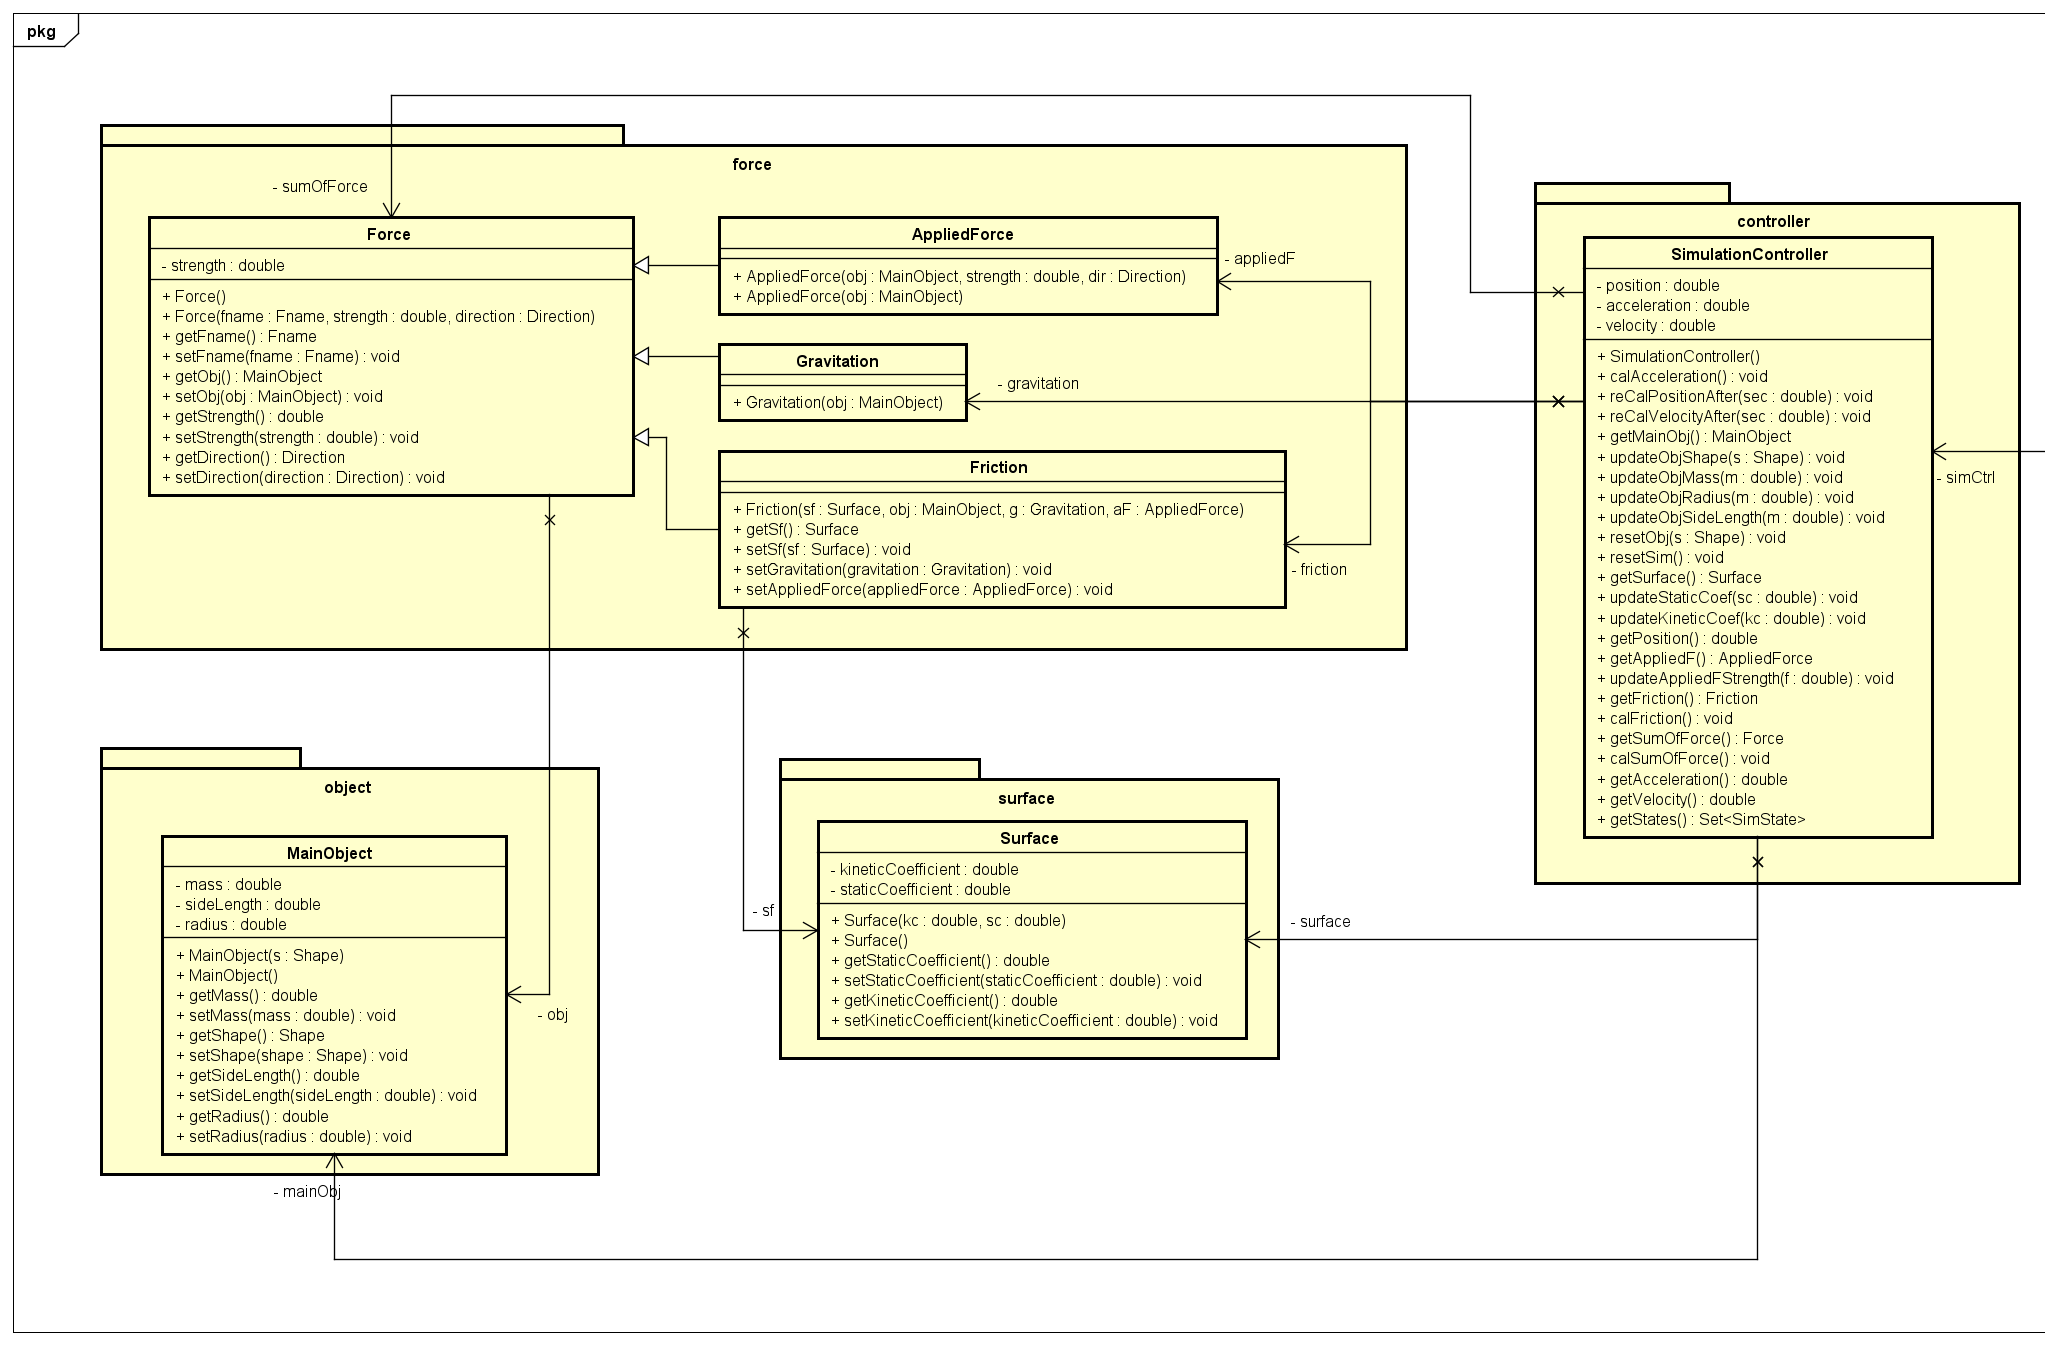 pkg
force
- sumOfForce
Force
- strength : double
+ Force()
+ Force(fname : Fname, strength : double, direction : Direction)
+ getFname() : Fname
+ setFname(fname : Fname) : void
+ getObj() : MainObject
+ setObj(obj : MainObject) : void
+ getStrength() : double
+ setStrength(strength : double) : void
+ getDirection() : Direction
+ setDirection(direction : Direction) : void
AppliedForce
+ AppliedForce(obj : MainObject, strength : double, dir : Direction)
+ AppliedForce(obj : MainObject)
- appliedF
Gravitation
+ Gravitation(obj : MainObject)
- gravitation
Friction
+ Friction(sf : Surface, obj : MainObject, g : Gravitation, aF : AppliedForce)
+ getSf() : Surface
+ setSf(sf : Surface) : void
+ setGravitation(gravitation : Gravitation) : void
+ setAppliedForce(appliedForce : AppliedForce) : void
- friction
controller
SimulationController
- position : double
- acceleration : double
- velocity : double
+ SimulationController()
+ calAcceleration() : void
+ reCalPositionAfter(sec : double) : void
+ reCalVelocityAfter(sec : double) : void
+ getMainObj() : MainObject
+ updateObjShape(s : Shape) : void
+ updateObjMass(m : double) : void
+ updateObjRadius(m : double) : void
+ updateObjSideLength(m : double) : void
+ resetObj(s : Shape) : void
+ resetSim() : void
+ getSurface() : Surface
+ updateStaticCoef(sc : double) : void
+ updateKineticCoef(kc : double) : void
+ getPosition() : double
+ getAppliedF() : AppliedForce
+ updateAppliedFStrength(f : double) : void
+ getFriction() : Friction
+ calFriction() : void
+ getSumOfForce() : Force
+ calSumOfForce() : void
+ getAcceleration() : double
+ getVelocity() : double
+ getStates() : Set<SimState>
- simCtrl
object
MainObject
- mass : double
- sideLength : double
- radius : double
+ MainObject(s : Shape)
+ MainObject()
+ getMass() : double
+ setMass(mass : double) : void
+ getShape() : Shape
+ setShape(shape : Shape) : void
+ getSideLength() : double
+ setSideLength(sideLength : double) : void
+ getRadius() : double
+ setRadius(radius : double) : void
- obj
- mainObj
surface
Surface
- kineticCoefficient : double
- staticCoefficient : double
+ Surface(kc : double, sc : double)
+ Surface()
+ getStaticCoefficient() : double
+ setStaticCoefficient(staticCoefficient : double) : void
+ getKineticCoefficient() : double
+ setKineticCoefficient(kineticCoefficient : double) : void
- sf
- surface